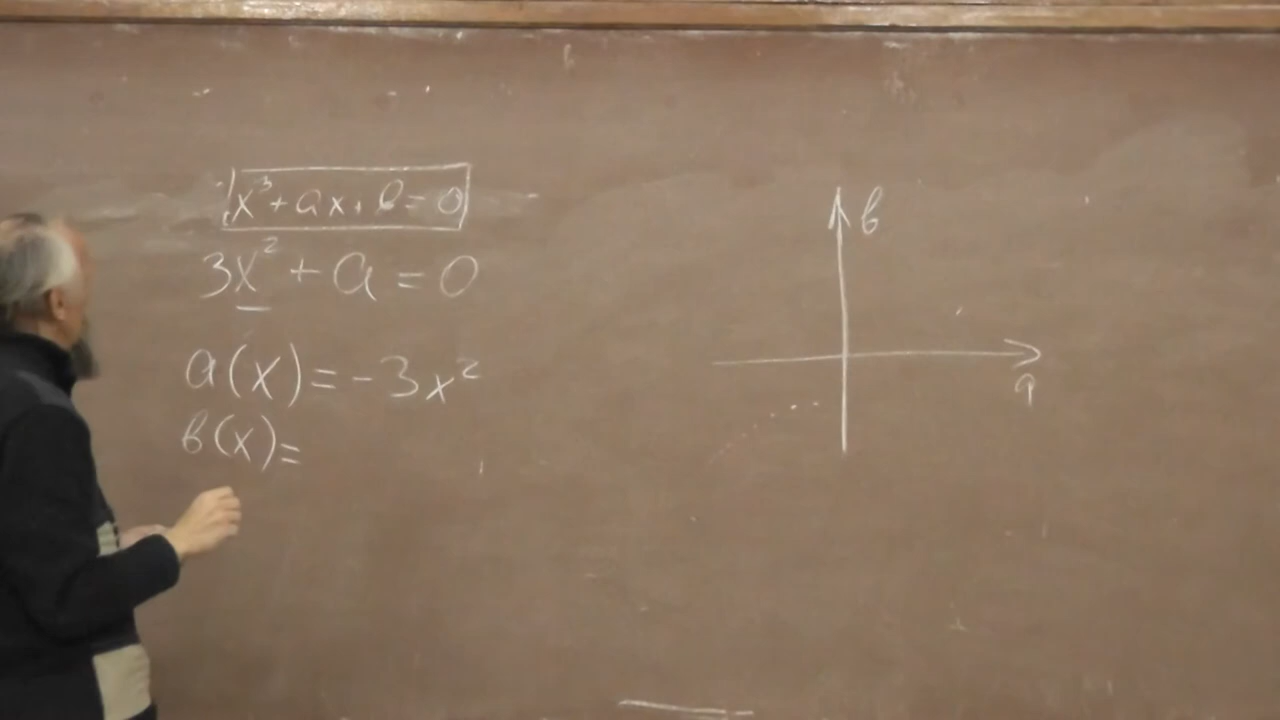 x³+ax+b=0
3x²+a=0
a(x)=-3x²
b(x)=
b
a